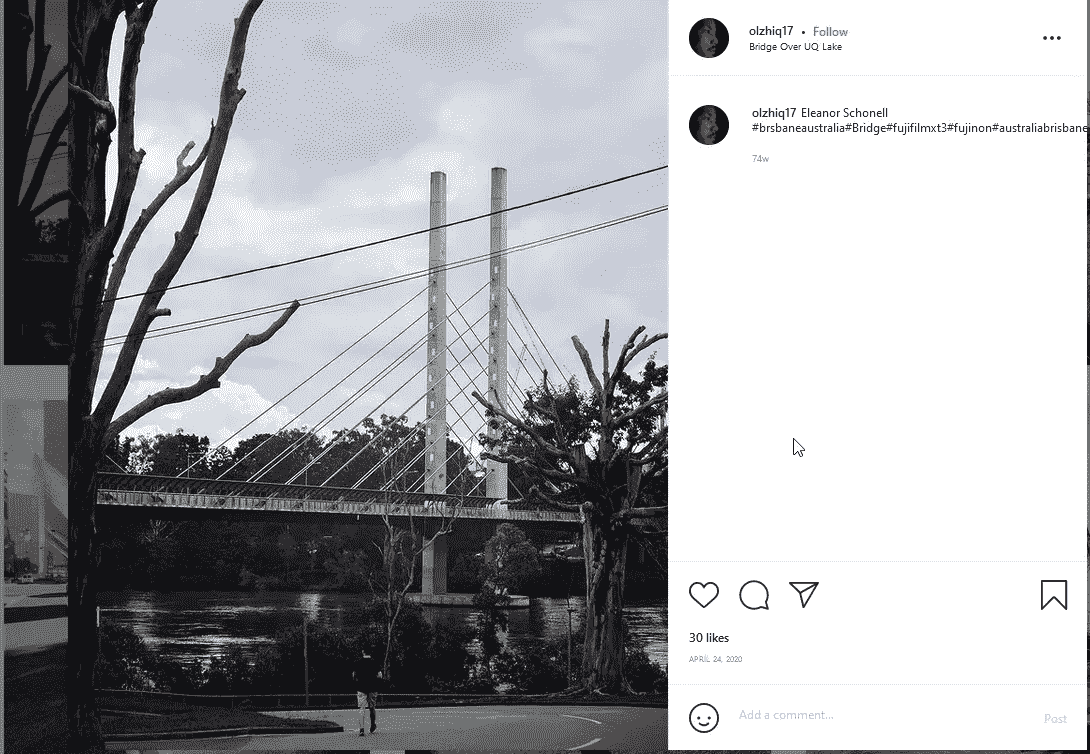 olzhiq17 • Follow
Bridge Over UQ Lake
olzhiq17 Eleanor Schonell
#brsbaneaustralia#Bridge#fujifilmxt3#fujinon#australiabrisbane
74w
30 likes
APRIL 24, 2020
Add a comment...
Post